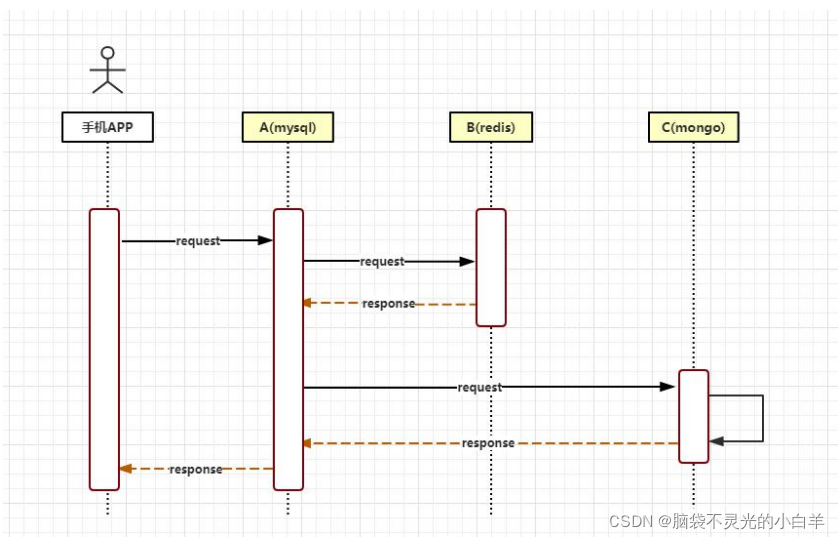 手机APP
A(mysql)
B(redis)
C(mongo)
request
request
response
request
response
response
CSDN @脑袋不灵光的小白羊